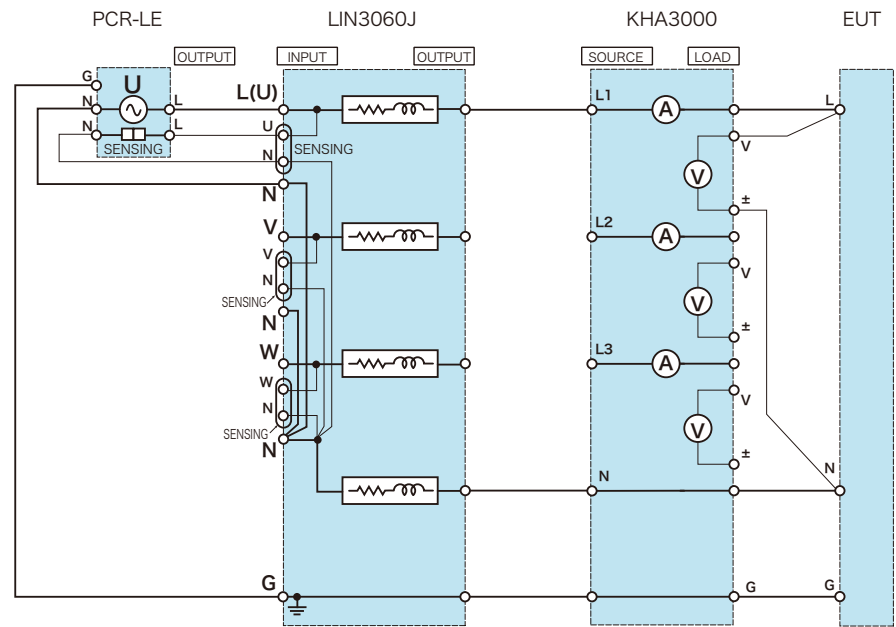 PCR-LE LIN3060J KHA3000 EUT
OUTPUT INPUT OUTPUT SOURCE LOAD
G
U
N L L(U) L1 A L
N L U V
SENSING N SENSING V
N ±
V L2 A
V V
N V
SENSING
N ±
W L3 A
W V
N V
SENSING
N ±
N N
G G G